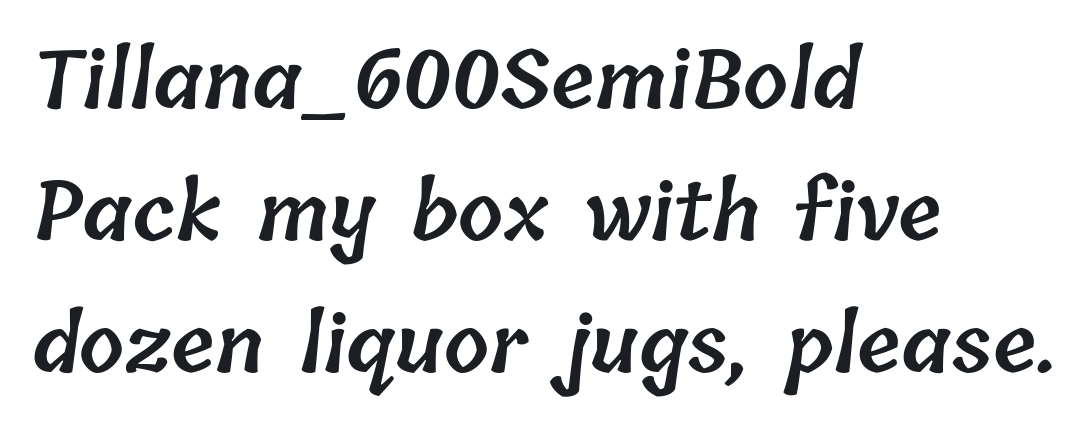 Tillana_600SemiBold
Pack my box with five
dozen liquor jugs, please.